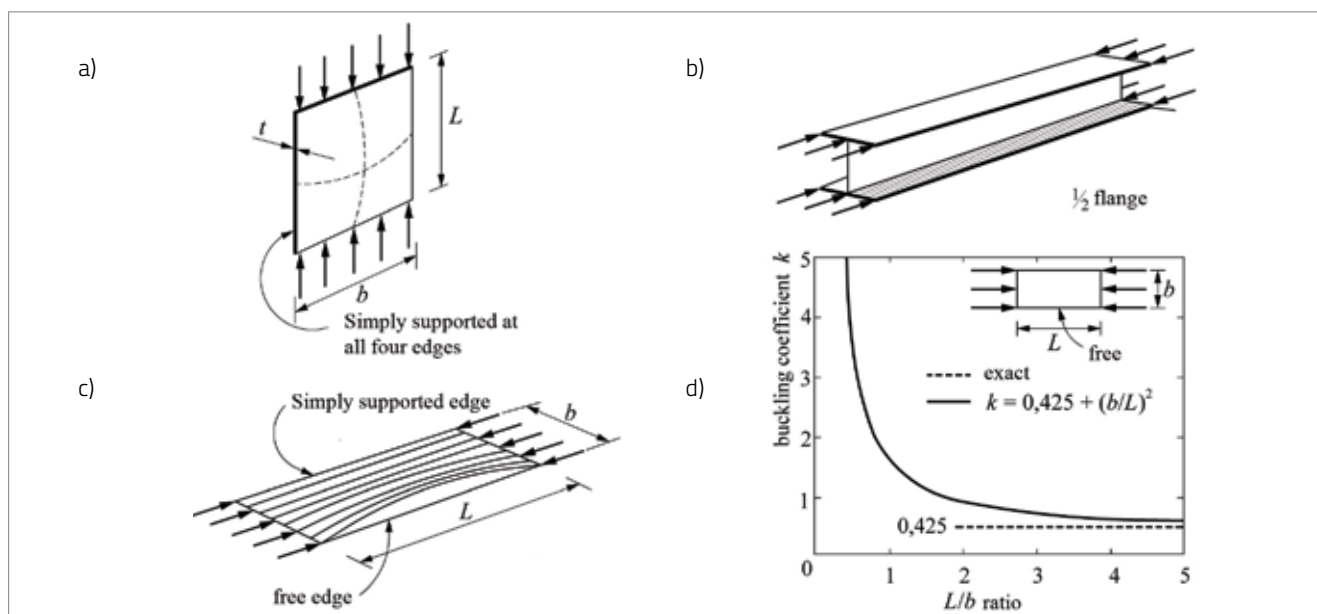 a)
t
L
b
Simply supported at
all four edges
b)
½ flange
c)
Simply supported edge
b
L
free edge
d)
buckling coefficient k
5
4
3
2
1
0
b
L
free
exact
k = 0,425 + (b/L)²
0,425
1
2
3
4
5
L/b ratio